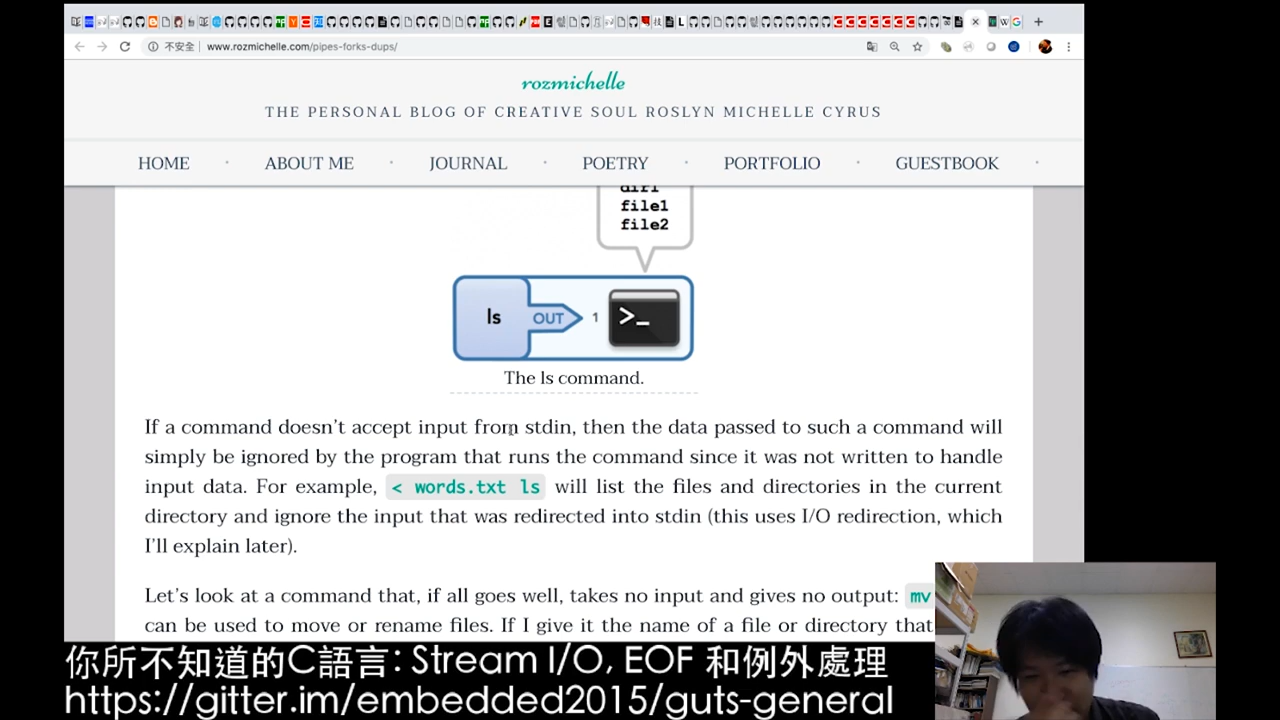 不安全 www.rozmichelle.com/pipes-forks-dups/
rozmichelle
THE PERSONAL BLOG OF CREATIVE SOUL ROSLYN MICHELLE CYRUS
HOME · ABOUT ME · JOURNAL · POETRY · PORTFOLIO · GUESTBOOK ·
dir1
file1
file2
ls OUT 1 >_
The ls command.
If a command doesn't accept input from stdin, then the data passed to such a command will
simply be ignored by the program that runs the command since it was not written to handle
input data. For example, < words.txt ls will list the files and directories in the current
directory and ignore the input that was redirected into stdin (this uses I/O redirection, which
I'll explain later).
Let's look at a command that, if all goes well, takes no input and gives no output: mv
can be used to move or rename files. If I give it the name of a file or directory that
你所不知道的C語言: Stream I/O, EOF 和例外處理
https://gitter.im/embedded2015/guts-general